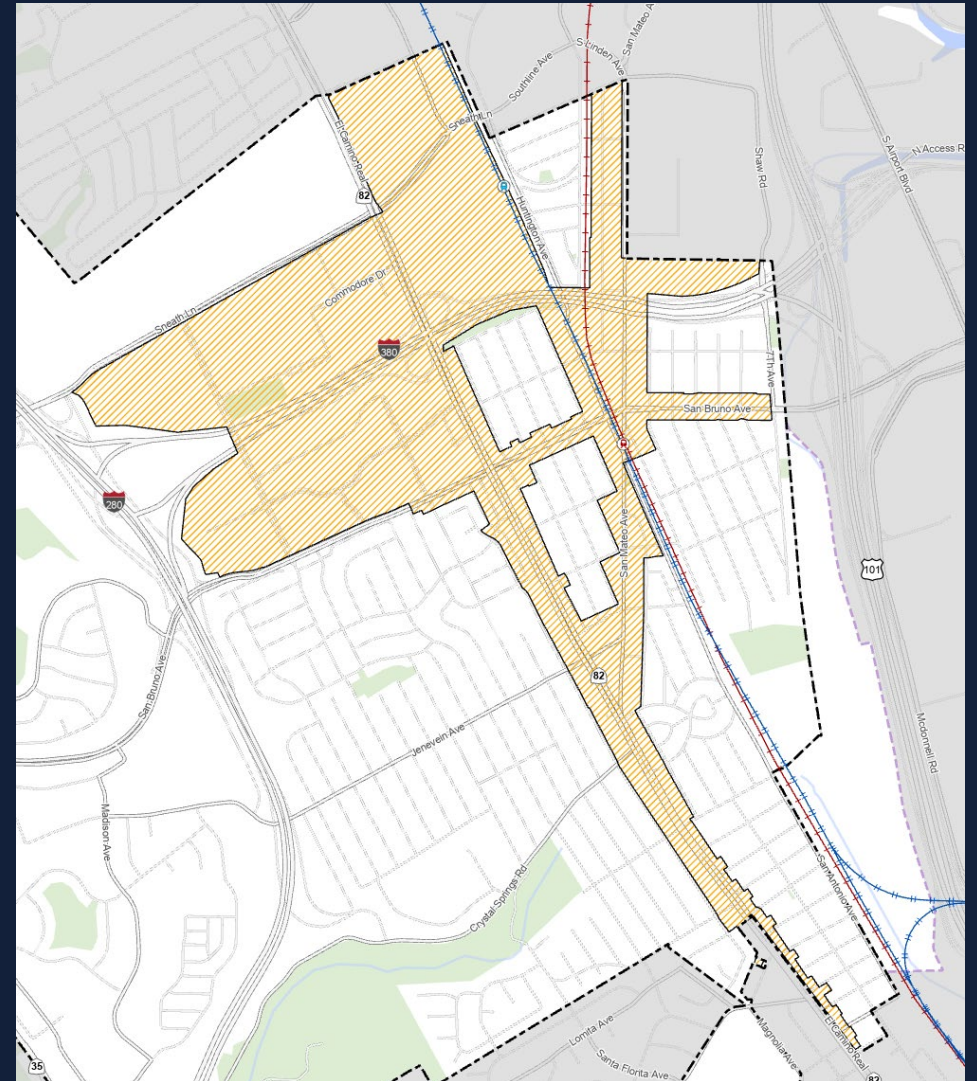 San Mateo A
S Linden Ave
Southline Ave
Sneath Ln
El Camino Real
82
Shaw Rd
S Airport Blvd
N Access R
Huntington Ave
Commodore Dr
Sneath Ln
380
7Th Ave
San Bruno Ave
280
San Mateo Ave
101
San Bruno Ave
82
Jenevein Ave
Mcdonnell Rd
Madison Ave
Crystal Springs Rd
San Antonio Ave
Lomita Ave
Magnolia Ave
El Camino Real
Santa Florita Ave
35
82